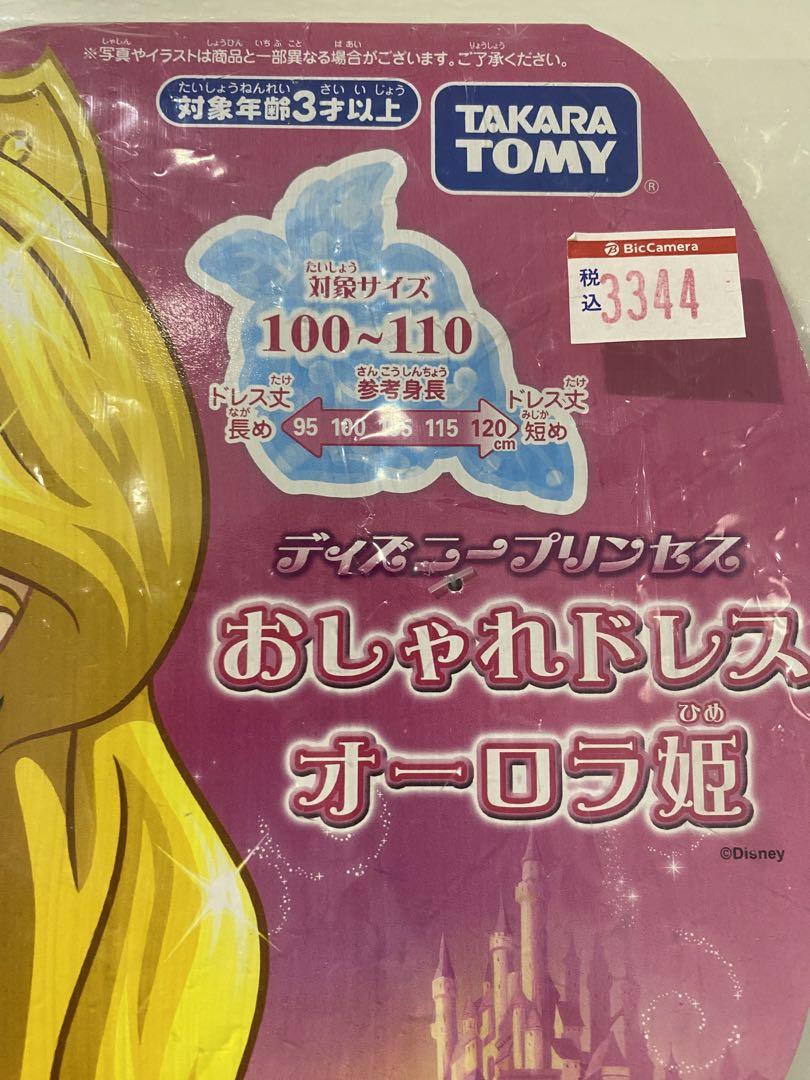 ※写真やイラストは商品と一部異なる場合がございます。ご了承ください。
対象年齢3才以上
TAKARA
TOMY
®
BicCamera
税込
3344
対象サイズ
100~110
参考身長
ドレス丈
長め
95 100 105 115 120cm
ドレス丈
短め
ディズニープリンセス
おしゃれドレス
オーロラ姫
©Disney